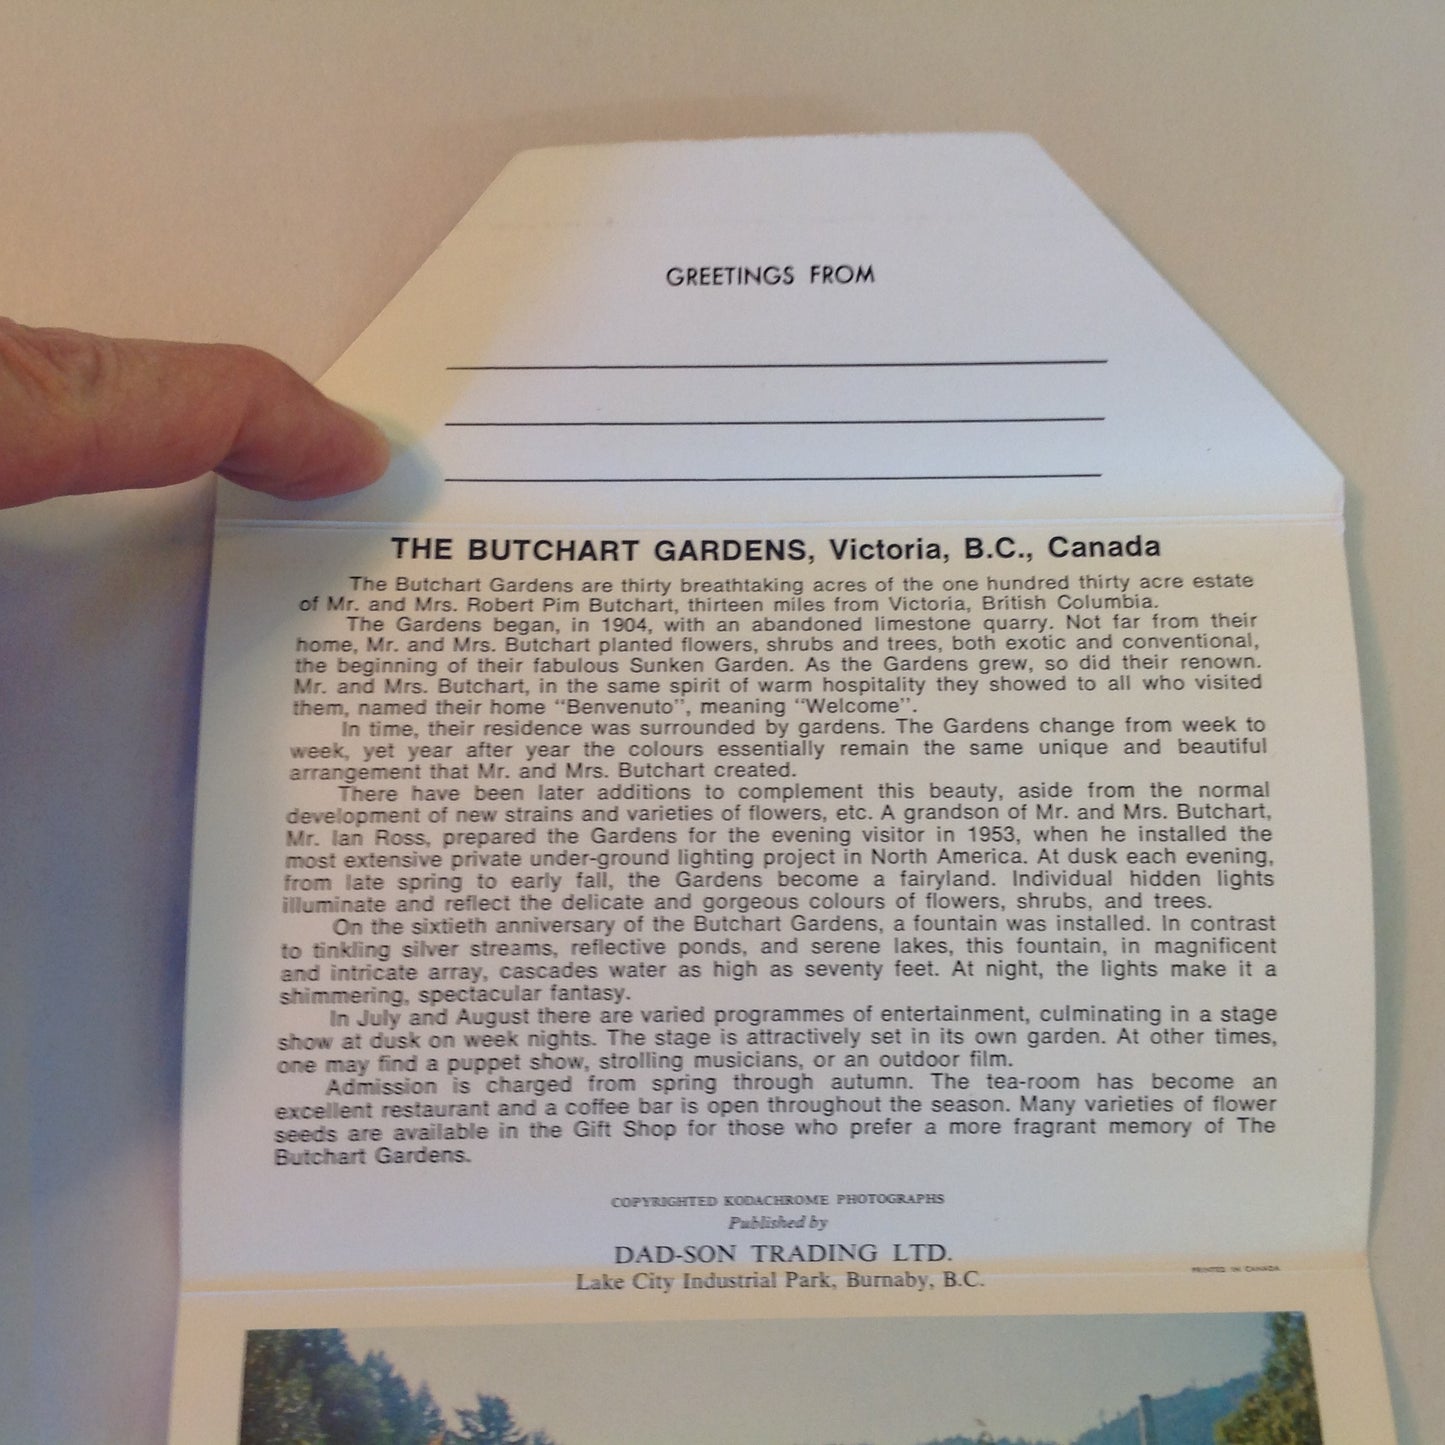 GREETINGS FROM
THE BUTCHART GARDENS, Victoria, B.C., Canada
The Butchart Gardens are thirty breathtaking acres of the one hundred thirty acre estate
of Mr. and Mrs. Robert Pim Butchart, thirteen miles from Victoria, British Columbia.
The Gardens began, in 1904, with an abandoned limestone quarry. Not far from their
home, Mr. and Mrs. Butchart planted flowers, shrubs and trees, both exotic and conventional,
the beginning of their fabulous Sunken Garden. As the Gardens grew, so did their renown.
Mr. and Mrs. Butchart, in the same spirit of warm hospitality they showed to all who visited
them, named their home "Benvenuto", meaning "Welcome".
In time, their residence was surrounded by gardens. The Gardens change from week to
week, yet year after year the colours essentially remain the same unique and beautiful
arrangement that Mr. and Mrs. Butchart created.
There have been later additions to complement this beauty, aside from the normal
development of new strains and varieties of flowers, etc. A grandson of Mr. and Mrs. Butchart,
Mr. Ian Ross, prepared the Gardens for the evening visitor in 1953, when he installed the
most extensive private under-ground lighting project in North America. At dusk each evening,
from late spring to early fall, the Gardens become a fairyland. Individual hidden lights
illuminate and reflect the delicate and gorgeous colours of flowers, shrubs, and trees.
On the sixtieth anniversary of the Butchart Gardens, a fountain was installed. In contrast
to tinkling silver streams, reflective ponds, and serene lakes, this fountain, in magnificent
and intricate array, cascades water as high as seventy feet. At night, the lights make it a
shimmering, spectacular fantasy.
In July and August there are varied programmes of entertainment, culminating in a stage
show at dusk on week nights. The stage is attractively set in its own garden. At other times,
one may find a puppet show, strolling musicians, or an outdoor film.
Admission is charged from spring through autumn. The tea-room has become an
excellent restaurant and a coffee bar is open throughout the season. Many varieties of flower
seeds are available in the Gift Shop for those who prefer a more fragrant memory of The
Butchart Gardens.
COPYRIGHTED KODACHROME PHOTOGRAPHS
Published by
DAD-SON TRADING LTD.
Lake City Industrial Park, Burnaby, B.C.
PRINTED IN CANADA